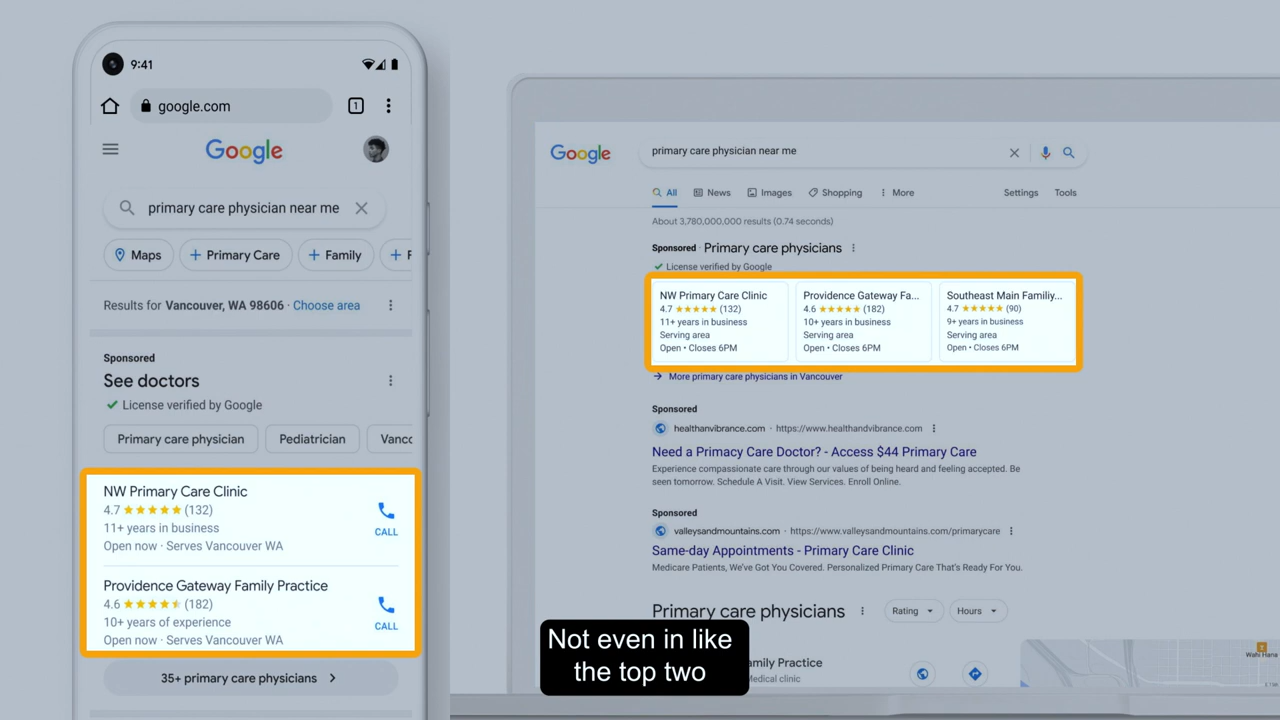 9:41
google.com
1
Google
primary care physician near me
Maps
+ Primary Care
+ Family
+ F
Results for Vancouver, WA 98606 · Choose area
Sponsored
See doctors
License verified by Google
Primary care physician
Pediatrician
Vanco
NW Primary Care Clinic
4.7 ★★★★★ (132)
11+ years in business
Open now · Serves Vancouver WA
CALL
Providence Gateway Family Practice
4.6 ★★★★★ (182)
10+ years of experience
Open now · Serves Vancouver WA
CALL
35+ primary care physicians
Google
primary care physician near me
All
News
Images
Shopping
More
Settings
Tools
About 3,780,000,000 results (0.74 seconds)
Sponsored · Primary care physicians
License verified by Google
NW Primary Care Clinic
4.7 ★★★★★ (132)
11+ years in business
Serving area
Open • Closes 6PM
Providence Gateway Fa...
4.6 ★★★★★ (182)
10+ years in business
Serving area
Open • Closes 6PM
Southeast Main Familiy...
4.7 ★★★★★ (90)
9+ years in business
Serving area
Open • Closes 6PM
→ More primary care physicians in Vancouver
Sponsored
healthanvibrance.com · https://www.healthandvibrance.com
Need a Primacy Care Doctor? - Access $44 Primary Care
Experience compassionate care through our values of being heard and feeling accepted. Be
seen tomorrow. Schedule A Visit. View Services. Enroll Online.
Sponsored
valleysandmountains.com · https://www.valleysandmountains.com/primarycare
Same-day Appointments - Primary Care Clinic
Medicare Patients, We've Got You Covered. Personalized Primary Care That's Ready For You.
Primary care physicians
Rating
Hours
Not even in like
the top two
mily Practice
Medical clinic